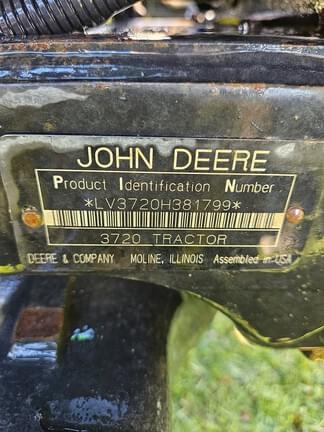 JOHN DEERE
Product Identification Number
*LV3720H381799*
3720 TRACTOR
DEERE & COMPANY MOLINE, ILLINOIS Assembled in USA